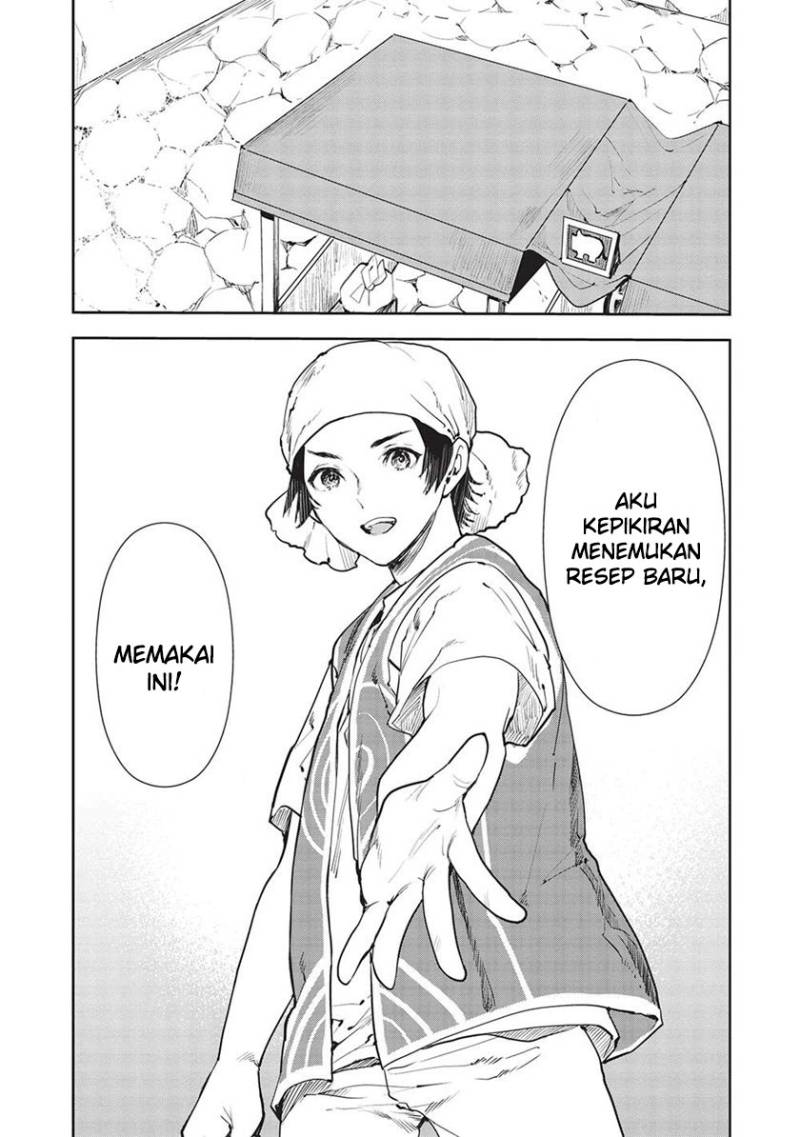 AKU
KEPIKIRAN
MENEMUKAN
RESEP BARU,
MEMAKAI
INI!